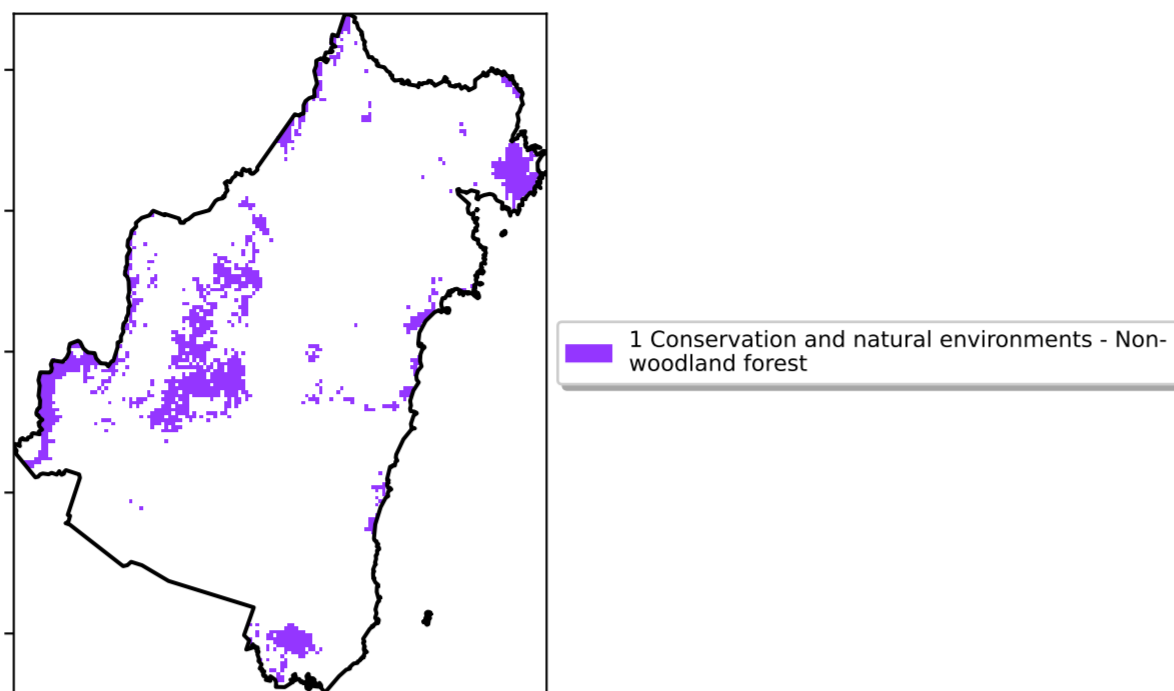 1 Conservation and natural environments - Non-
woodland forest